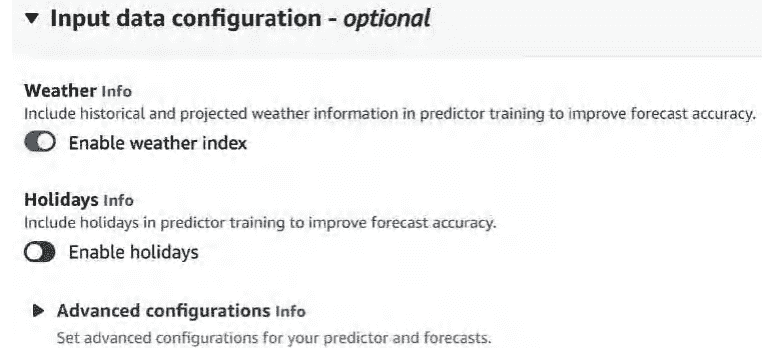 Input data configuration - optional
Weather Info
Include historical and projected weather information in predictor training to improve forecast accuracy.
Enable weather index
Holidays Info
Include holidays in predictor training to improve forecast accuracy.
Enable holidays
Advanced configurations Info
Set advanced configurations for your predictor and forecasts.